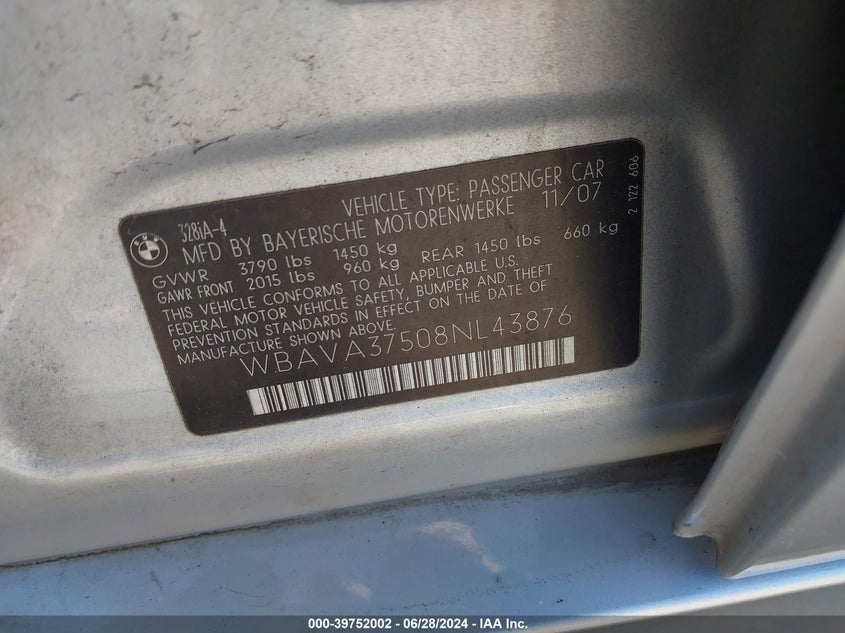 BMW
328iA-4
VEHICLE TYPE: PASSENGER CAR
MFD BY BAYERISCHE MOTORENWERKE 11/07
GVWR 3790 lbs 1450 kg
GAWR FRONT 2015 lbs 960 kg REAR 1450 lbs 660 kg
THIS VEHICLE CONFORMS TO ALL APPLICABLE U.S.
FEDERAL MOTOR VEHICLE SAFETY, BUMPER AND THEFT
PREVENTION STANDARDS IN EFFECT ON THE DATE OF
MANUFACTURE SHOWN ABOVE.
WBAVA37508NL43876
2 122 606
000-39752002 - 06/28/2024 - IAA Inc.